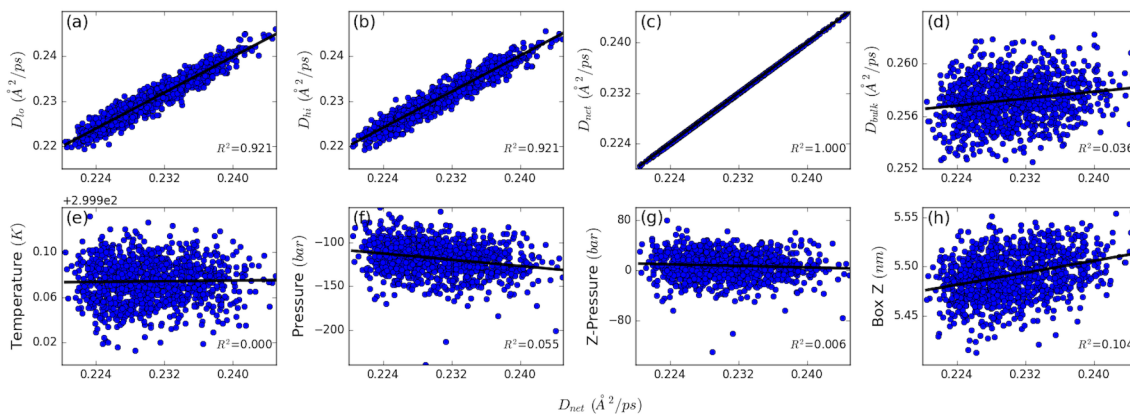 (a)
D_lo (Å²/ps)
0.24
0.23
0.22
0.224
0.232
0.240
R²=0.921
(b)
D_hi (Å²/ps)
0.24
0.23
0.22
0.224
0.232
0.240
R²=0.921
(c)
D_net (Å²/ps)
0.240
0.232
0.224
0.224
0.232
0.240
R²=1.000
(d)
D_bulk (Å²/ps)
0.260
0.256
0.252
0.224
0.232
0.240
R²=0.036
+2.999e2
(e)
Temperature (K)
0.10
0.06
0.02
0.224
0.232
0.240
R²=0.000
(f)
Pressure (bar)
−100
−150
−200
0.224
0.232
0.240
R²=0.055
(g)
Z-Pressure (bar)
80
0
−80
0.224
0.232
0.240
R²=0.006
(h)
Box Z (nm)
5.55
5.50
5.45
0.224
0.232
0.240
R²=0.104
D_net (Å²/ps)